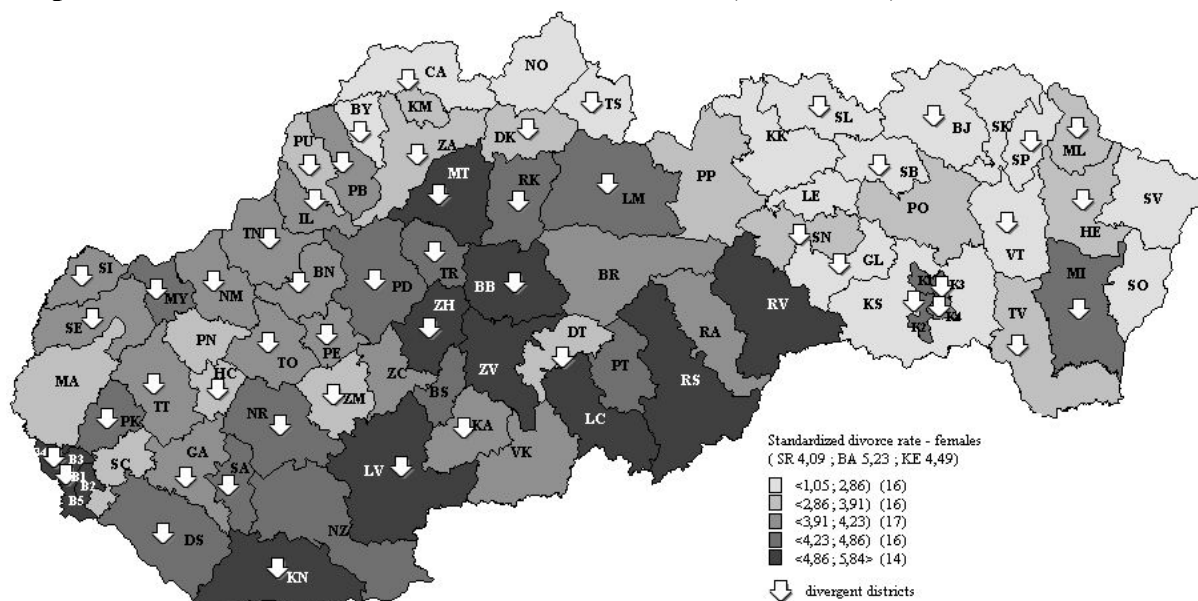 CA
NO
BY
KM
TS
SL
BJ
SK
KK
PU
ZA
DK
SP
ML
MT
PB
RK
LM
PP
SB
LE
PO
SV
IL
TN
SN
HE
VT
SI
BN
TR
BB
BR
GL
MI
SO
MY
NM
PD
ZH
RV
KS
K1
K3
SE
PN
TO
PE
DT
RA
K2
K4
TV
MA
HC
ZC
ZV
PT
TT
ZM
BS
RS
PK
NR
LC
GA
KA
VK
B3
SC
SA
LV
B1
B2
B5
DS
NZ
KN
Standardized divorce rate - females
( SR 4,09 ; BA 5,23 ; KE 4,49)
<1,05 ; 2,86) (16)
<2,86 ; 3,91) (16)
<3,91 ; 4,23) (17)
<4,23 ; 4,86) (16)
<4,86 ; 5,84> (14)
divergent districts